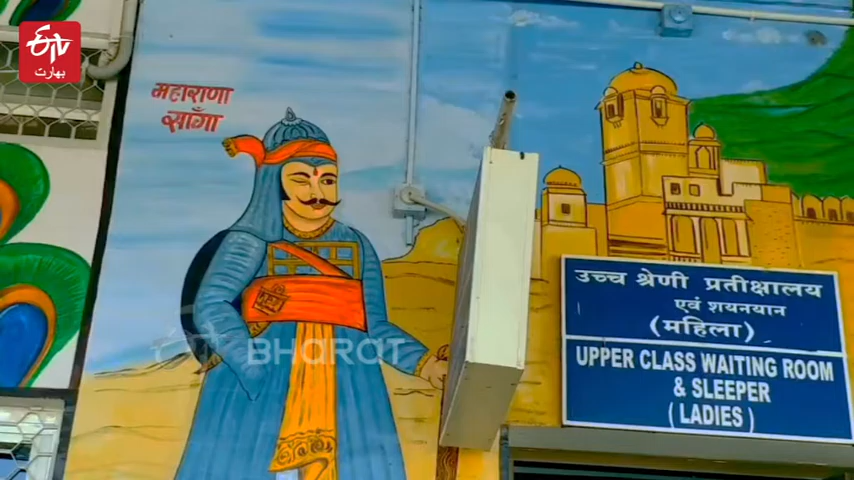 ETV
भारत
महाराणा
सांगा
BHARAT
उच्च श्रेणी प्रतीक्षालय
एवं शयनयान
(महिला)
UPPER CLASS WAITING ROOM
& SLEEPER
(LADIES)